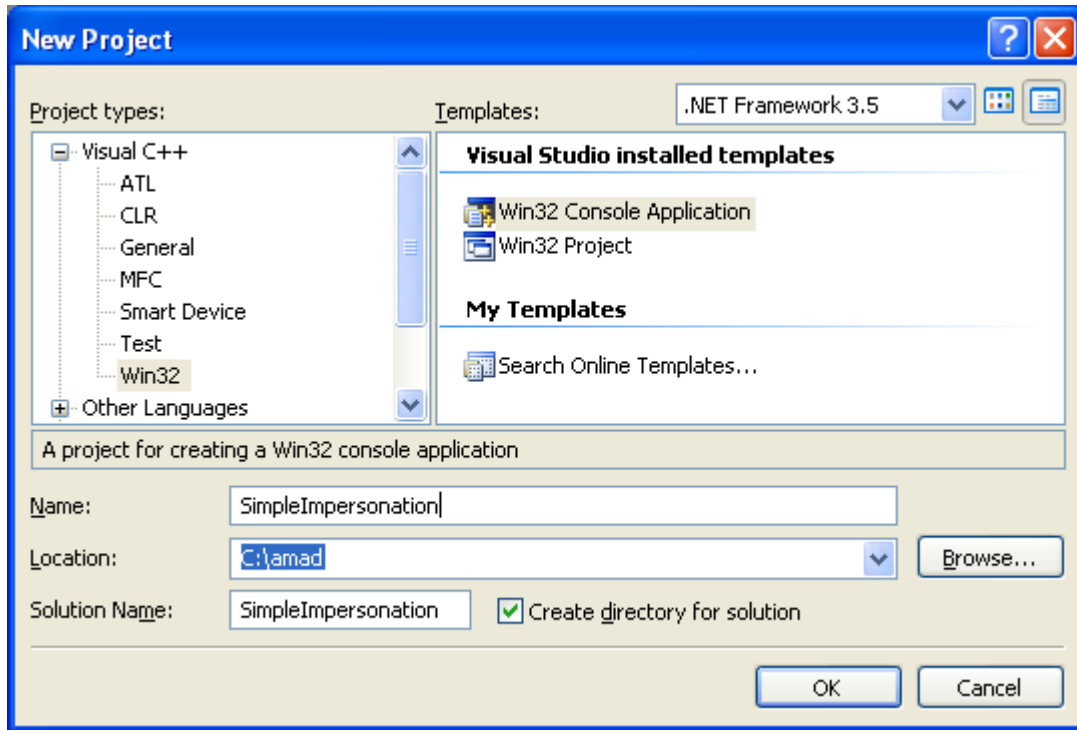 New Project
Project types:
Templates:
.NET Framework 3.5
Visual C++
ATL
CLR
General
MFC
Smart Device
Test
Win32
Other Languages
Visual Studio installed templates
Win32 Console Application
Win32 Project
My Templates
Search Online Templates...
A project for creating a Win32 console application
Name:
SimpleImpersonation
Location:
C:\amad
Browse...
Solution Name:
SimpleImpersonation
Create directory for solution
OK
Cancel